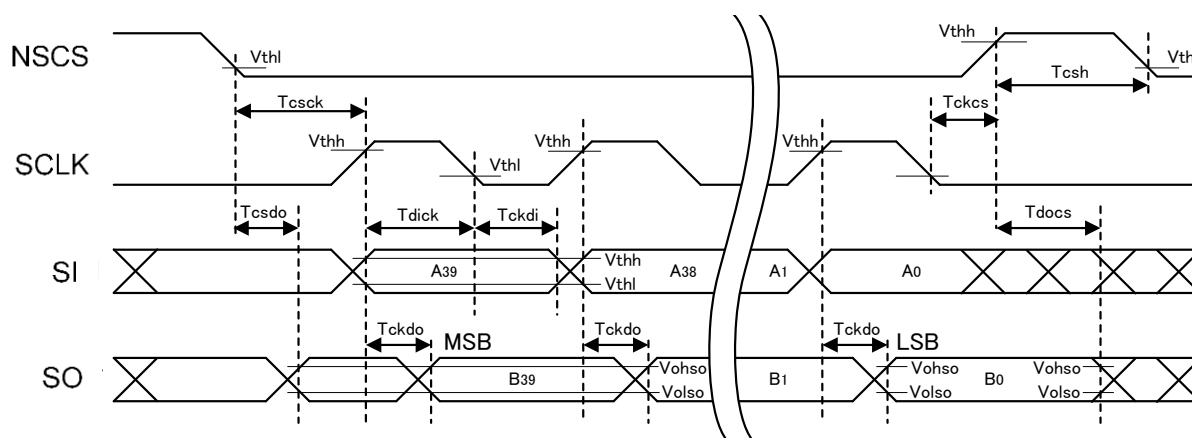 Vthh
NSCS
Vthl
Tcsh
Vth
Tcsck
Tckcs
Vthh
Vthh
Vthh
SCLK
Vthl
Tcsdo
Tdick
Tckdi
Tdocs
SI
A39
Vthh
Vthl
A38
A1
A0
Tckdo
MSB
Tckdo
Tckdo
LSB
SO
B39
Vohso
Volso
B1
Vohso
Volso
B0
Vohso
Volso